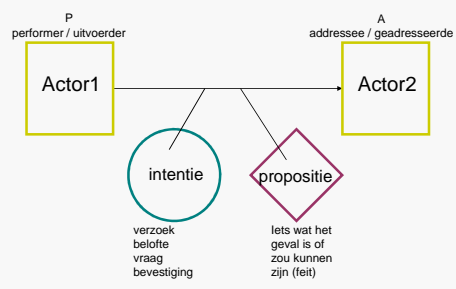 P
performer / uitvoerder
A
addressee / geadresseerde
Actor1
Actor2
intentie
propositie
verzoek
belofte
vraag
bevestiging
Iets wat het
geval is of
zou kunnen
zijn (feit)